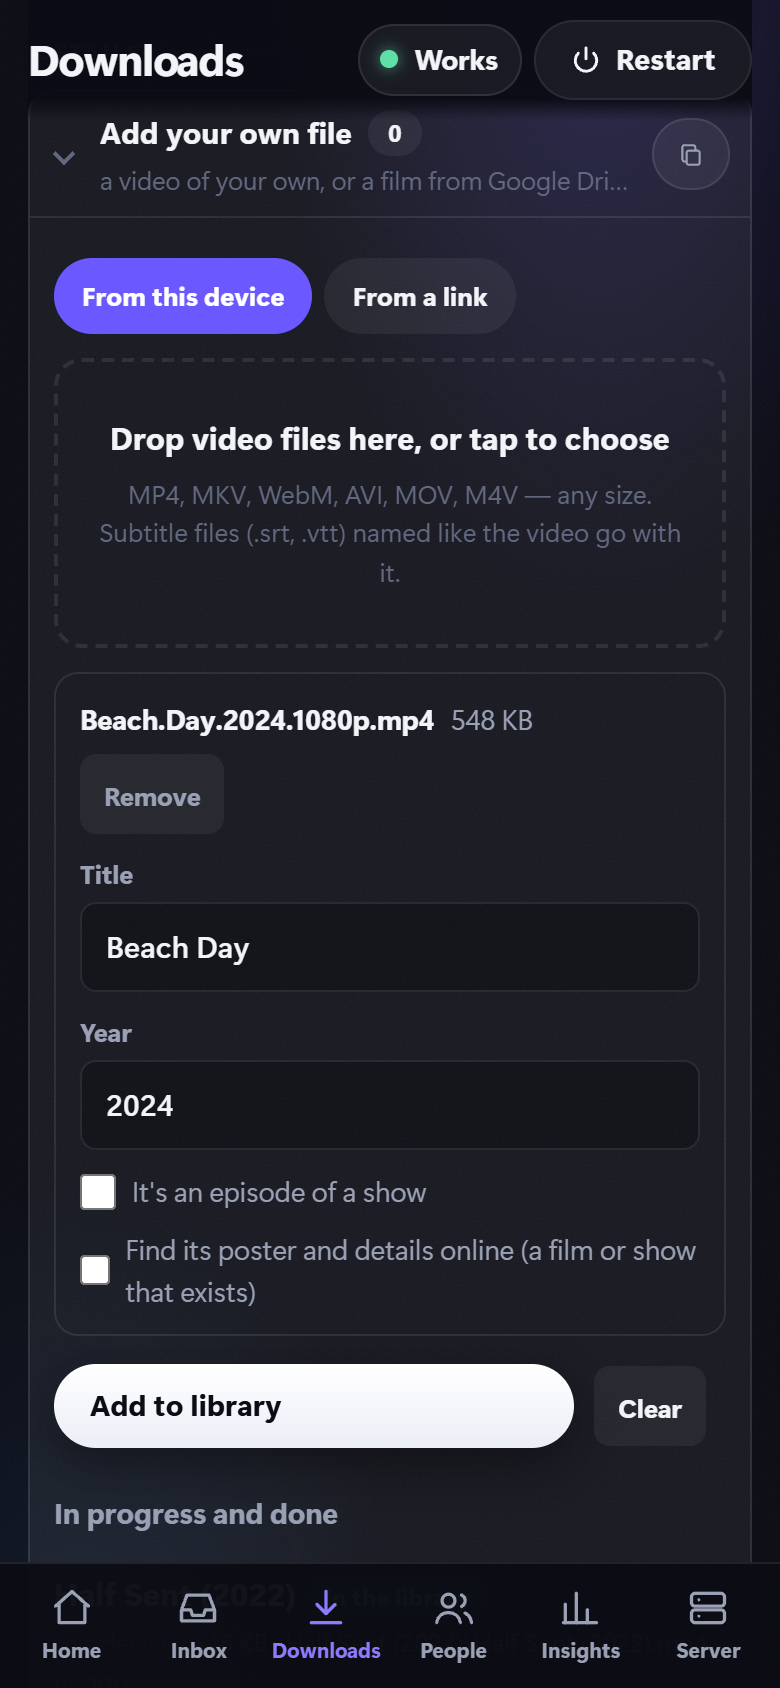 Downloads
Works
Restart
Add your own file 0
a video of your own, or a film from Google Dri...
From this device
From a link
Drop video files here, or tap to choose
MP4, MKV, WebM, AVI, MOV, M4V — any size.
Subtitle files (.srt, .vtt) named like the video go with
it.
Beach.Day.2024.1080p.mp4 548 KB
Remove
Title
Beach Day
Year
2024
It's an episode of a show
Find its poster and details online (a film or show
that exists)
Add to library
Clear
In progress and done
Half Sent (2022)
Home
Inbox
Downloads
People
Insights
Server